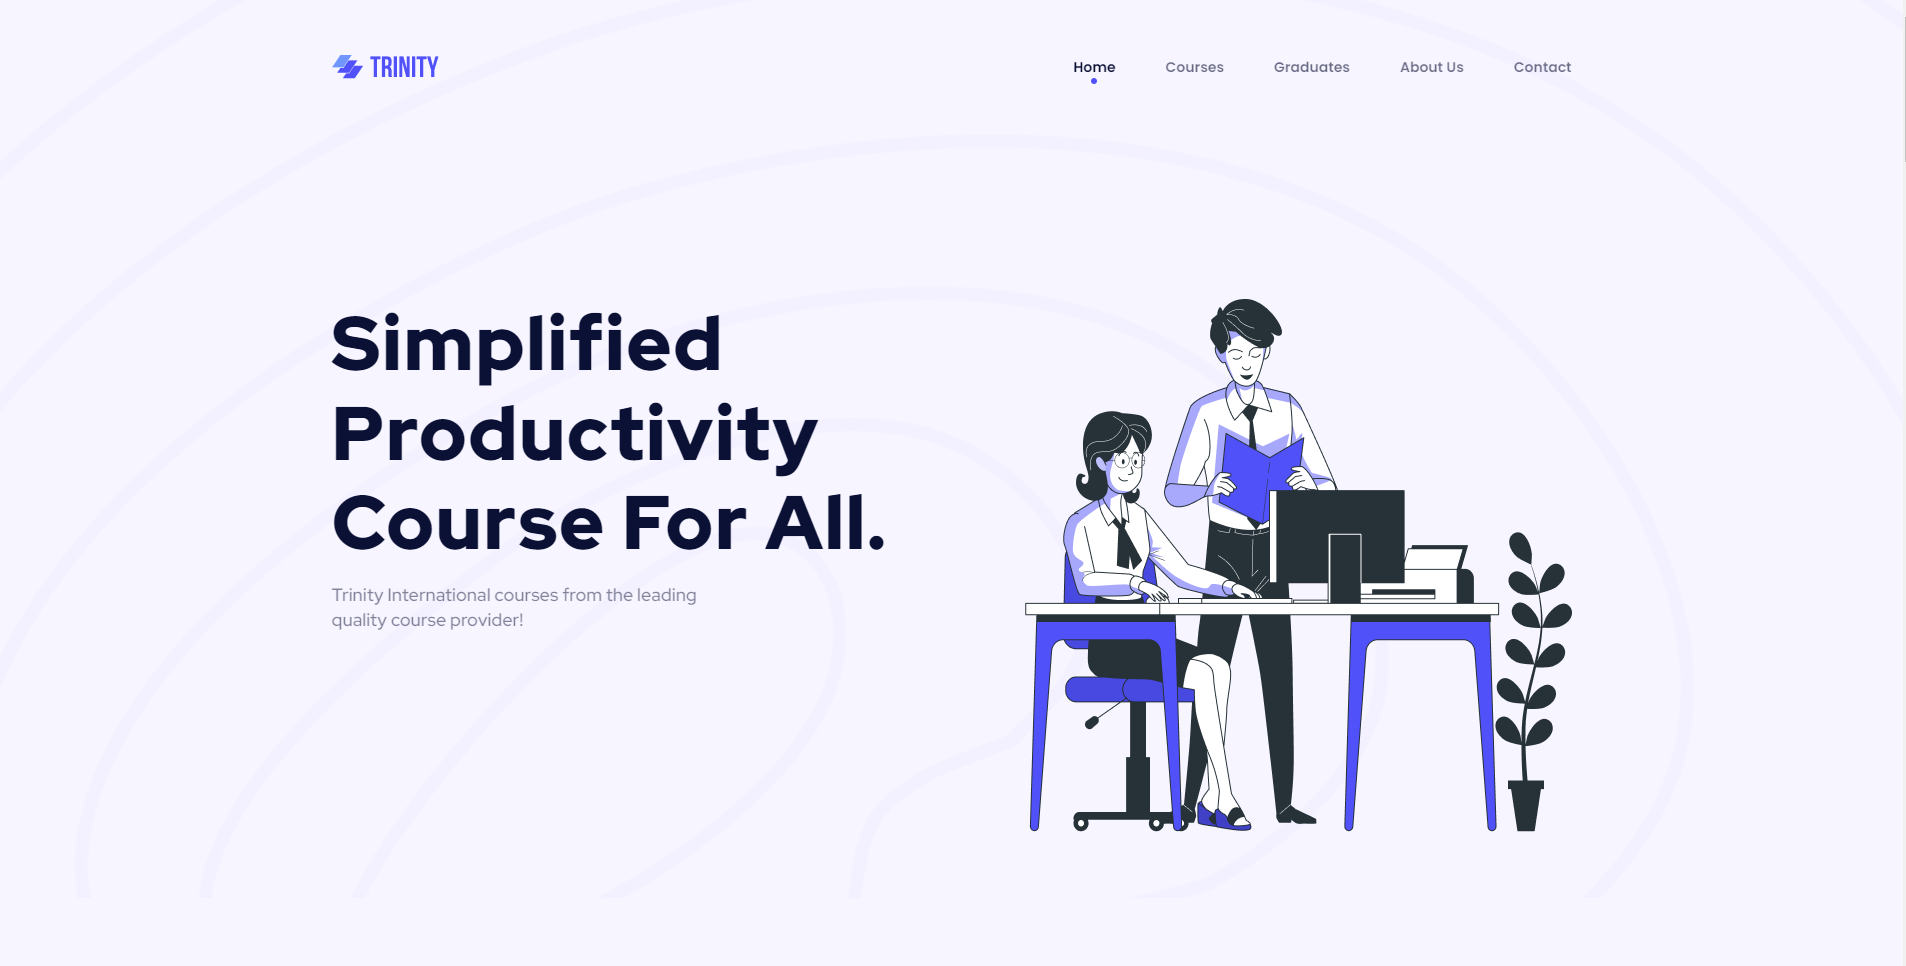 TRINITY
Home Courses Graduates About Us Contact
Simplified
Productivity
Course For All.
Trinity International courses from the leading
quality course provider!